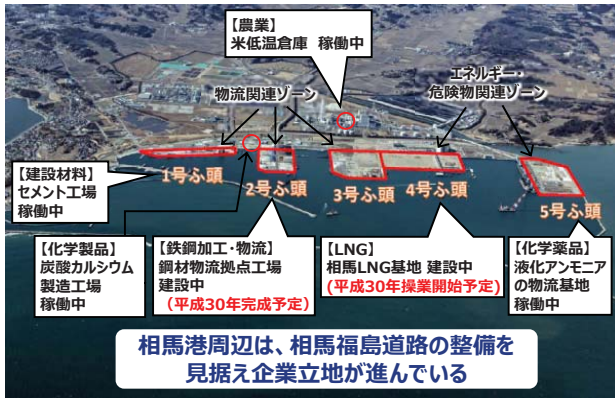 【農業】
米低温倉庫 稼働中
物流関連ゾーン
エネルギー・
危険物関連ゾーン
【建設材料】
セメント工場
稼働中
1号ふ頭
2号ふ頭
3号ふ頭
4号ふ頭
5号ふ頭
【化学製品】
炭酸カルシウム
製造工場
稼働中
【鉄鋼加工・物流】
鋼材物流拠点工場
建設中
(平成30年完成予定)
【LNG】
相馬LNG基地 建設中
(平成30年操業開始予定)
【化学薬品】
液化アンモニア
の物流基地
稼働中
相馬港周辺は、相馬福島道路の整備を
見据え企業立地が進んでいる